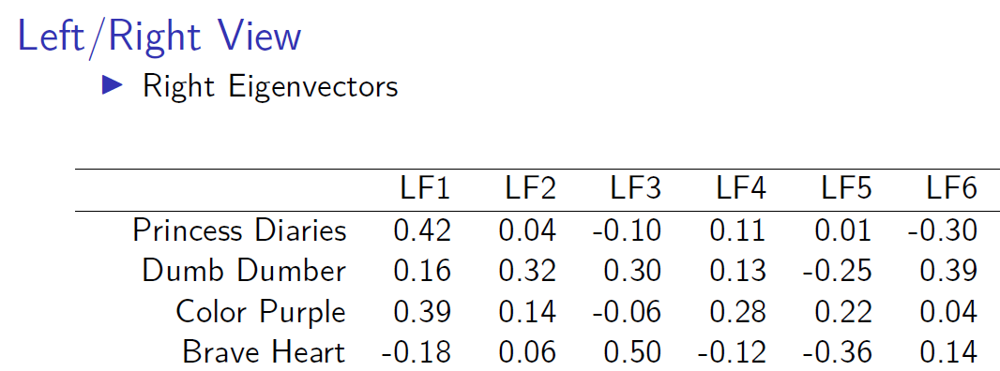 Left/Right View
Right Eigenvectors
LF1 LF2 LF3 LF4 LF5 LF6
Princess Diaries 0.42 0.04 -0.10 0.11 0.01 -0.30
Dumb Dumber 0.16 0.32 0.30 0.13 -0.25 0.39
Color Purple 0.39 0.14 -0.06 0.28 0.22 0.04
Brave Heart -0.18 0.06 0.50 -0.12 -0.36 0.14